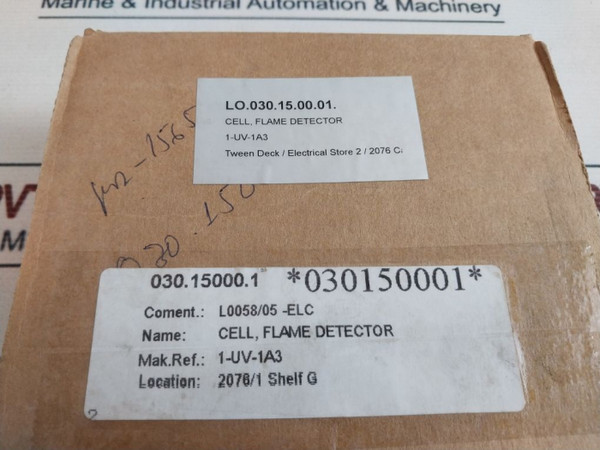 Marine & Industrial Automation & Machinery
LO.030.15.00.01.
CELL, FLAME DETECTOR
1-UV-1A3
Tween Deck / Electrical Store 2 / 2076
030.15000.1 *030150001*
Coment.: L0058/05 -ELC
Name: CELL, FLAME DETECTOR
Mak.Ref.: 1-UV-1A3
Location: 2076/1 Shelf G